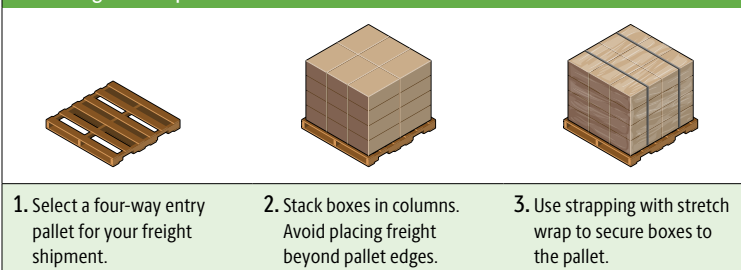 1. Select a four-way entry
pallet for your freight
shipment.
2. Stack boxes in columns.
Avoid placing freight
beyond pallet edges.
3. Use strapping with stretch
wrap to secure boxes to
the pallet.